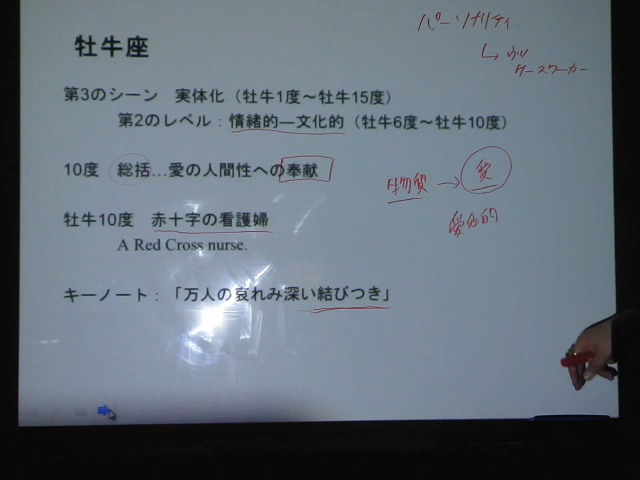 牡牛座
パーソナリティ
ケースワーカー
第3のシーン　実体化（牡牛1度～牡牛15度）
第2のレベル：情緒的―文化的（牡牛6度～牡牛10度）
10度　総括…愛の人間性への奉献
生物質→愛
牡牛10度　赤十字の看護婦
A Red Cross nurse.
キーノート：「万人の哀れみ深い結びつき」